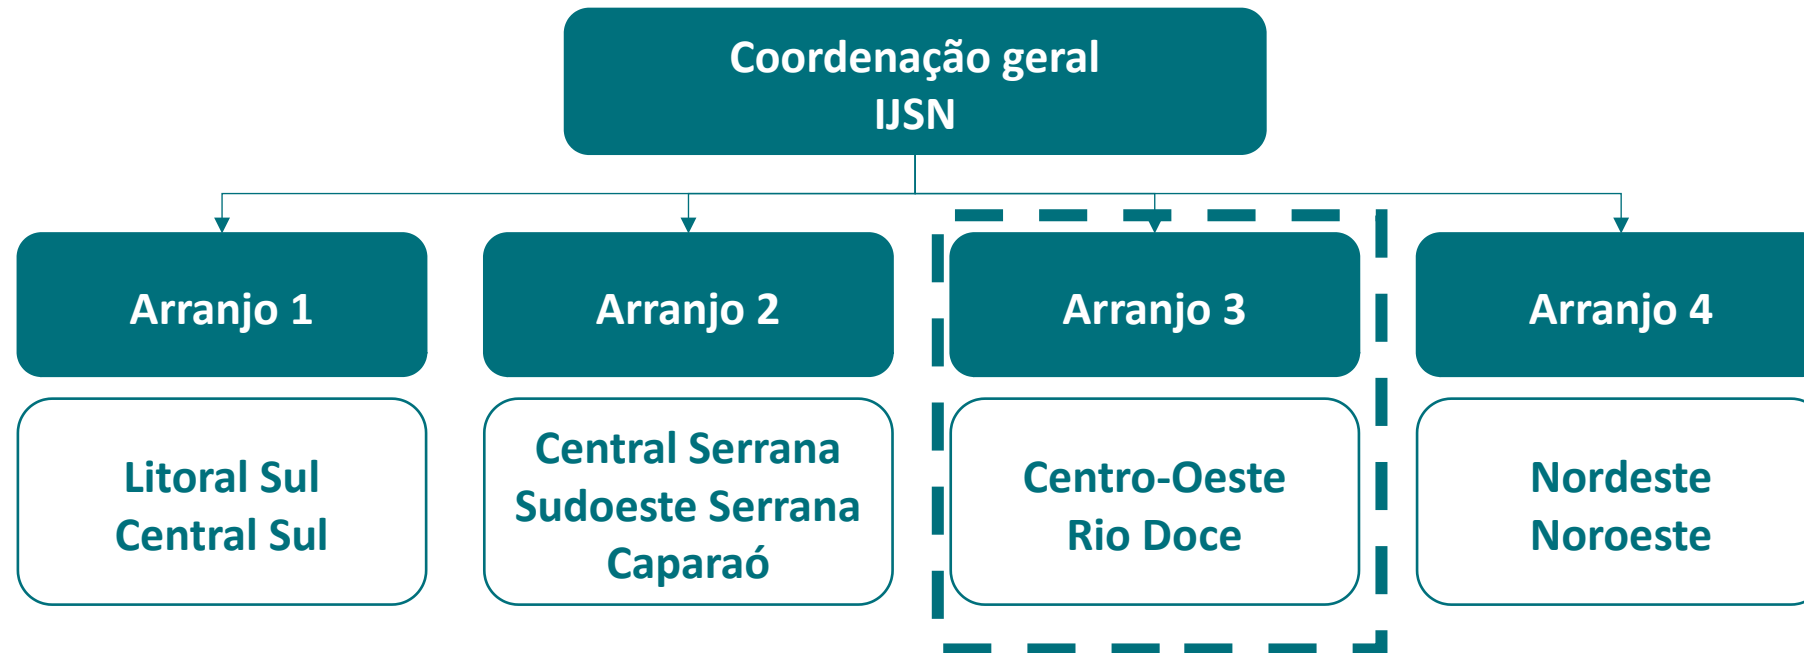 Coordenação geral
IJSN
Arranjo 1
Arranjo 2
Arranjo 3
Arranjo 4
Litoral Sul
Central Sul
Central Serrana
Sudoeste Serrana
Caparaó
Centro-Oeste
Rio Doce
Nordeste
Noroeste